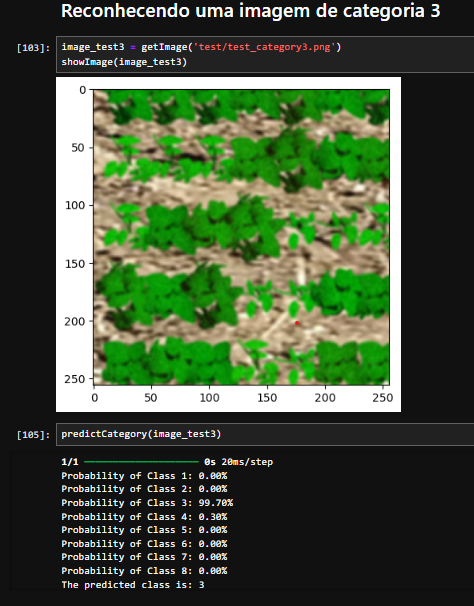 Reconhecendo uma imagem de categoria 3
[103]: image_test3 = getImage('test/test_category3.png')
showImage(image_test3)
0
50
100
150
200
250
0 50 100 150 200 250
[105]: predictCategory(image_test3)
1/1 ━━━━━━━━━━━━━━━━━━━━ 0s 20ms/step
Probability of Class 1: 0.00%
Probability of Class 2: 0.00%
Probability of Class 3: 99.70%
Probability of Class 4: 0.30%
Probability of Class 5: 0.00%
Probability of Class 6: 0.00%
Probability of Class 7: 0.00%
Probability of Class 8: 0.00%
The predicted class is: 3